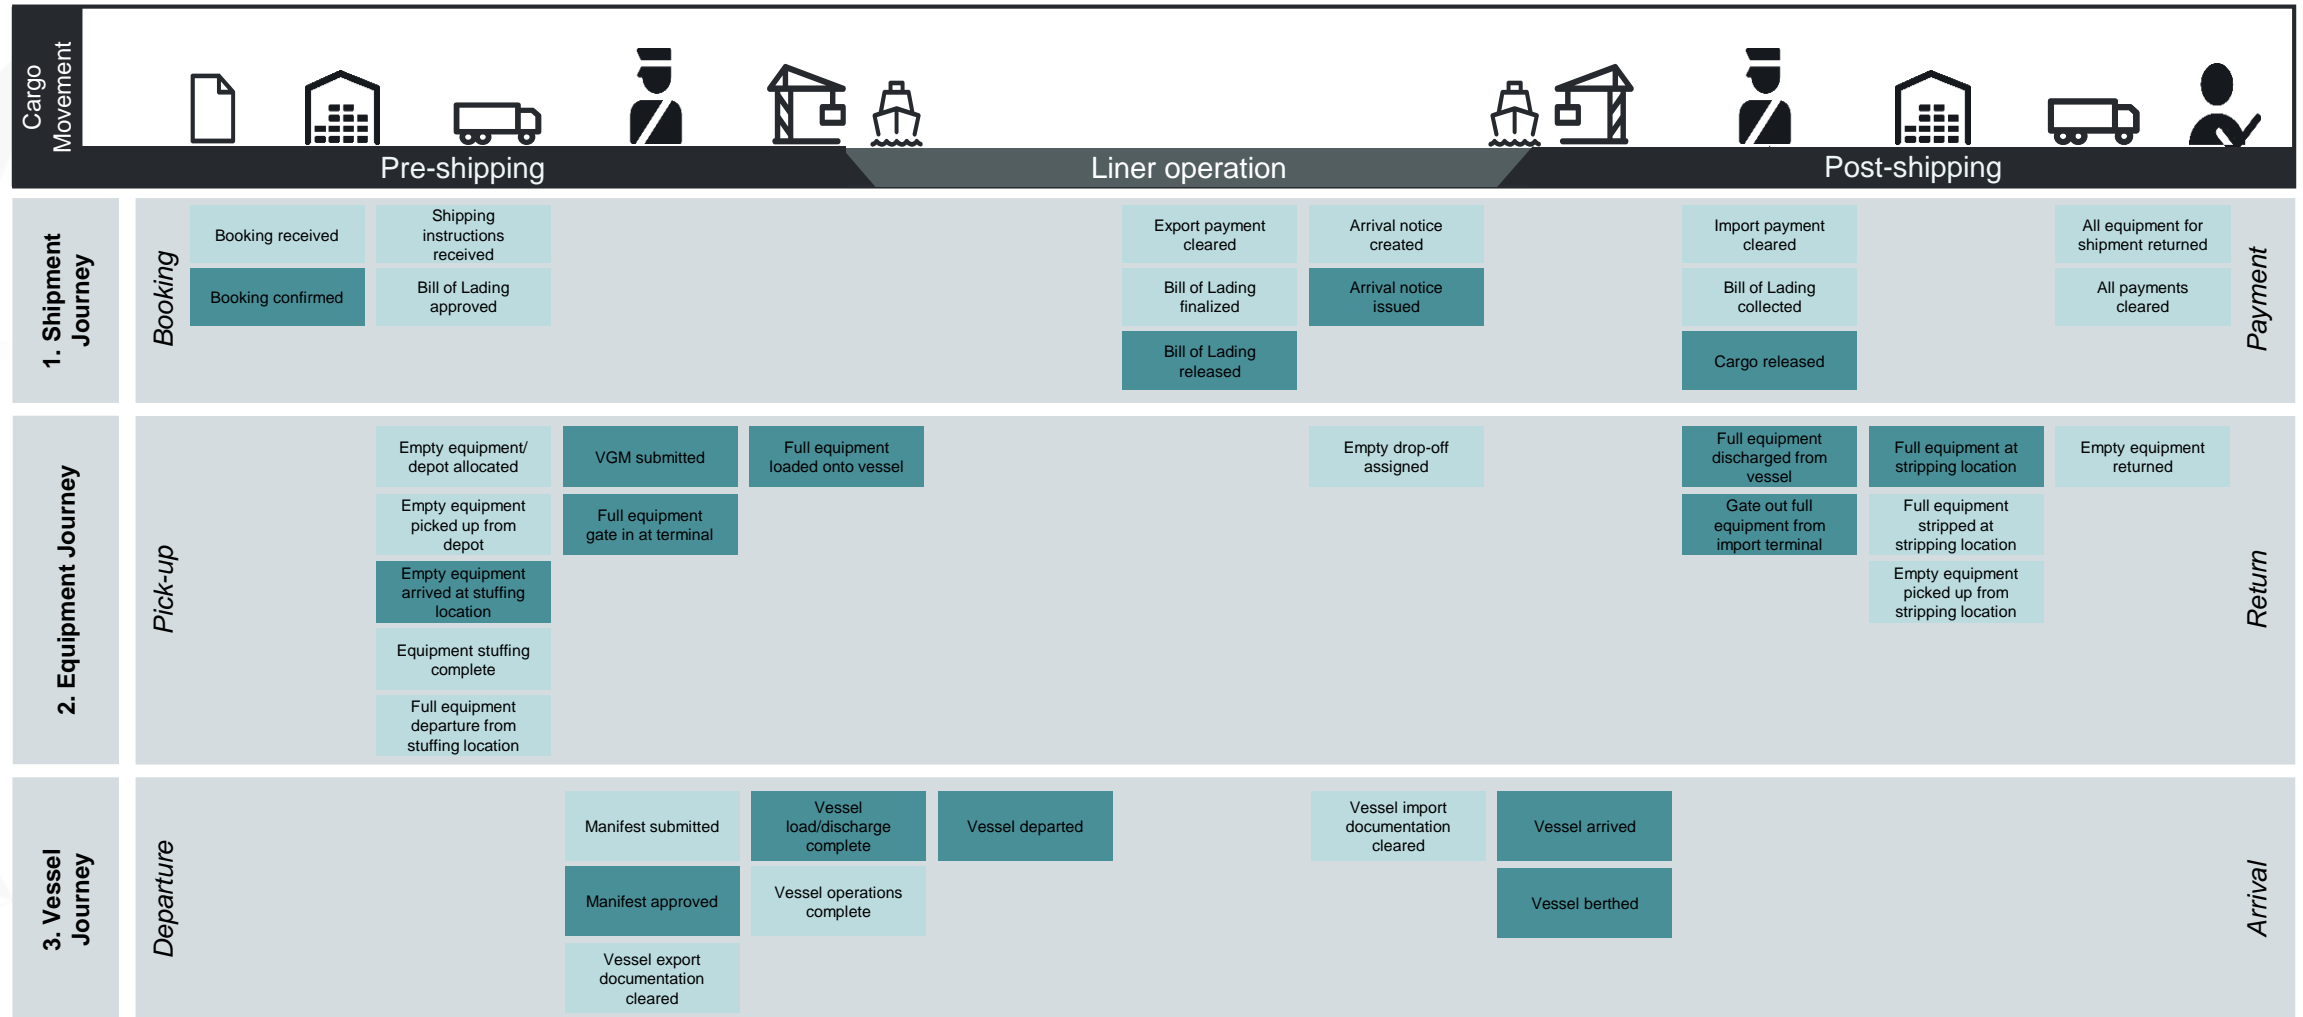 Cargo
Movement
Pre-shipping
Liner operation
Post-shipping
1. Shipment
Journey
Booking
Booking received
Booking confirmed
Shipping
instructions
received
Bill of Lading
approved
Export payment
cleared
Bill of Lading
finalized
Bill of Lading
released
Arrival notice
created
Arrival notice
issued
Import payment
cleared
Bill of Lading
collected
Cargo released
All equipment for
shipment returned
All payments
cleared
Payment
2. Equipment Journey
Pick-up
Empty equipment/
depot allocated
Empty equipment
picked up from
depot
Empty equipment
arrived at stuffing
location
Equipment stuffing
complete
Full equipment
departure from
stuffing location
VGM submitted
Full equipment
gate in at terminal
Full equipment
loaded onto vessel
Empty drop-off
assigned
Full equipment
discharged from
vessel
Gate out full
equipment from
import terminal
Full equipment at
stripping location
Full equipment
stripped at
stripping location
Empty equipment
picked up from
stripping location
Empty equipment
returned
Return
3. Vessel
Journey
Departure
Manifest submitted
Manifest approved
Vessel export
documentation
cleared
Vessel
load/discharge
complete
Vessel operations
complete
Vessel departed
Vessel import
documentation
cleared
Vessel arrived
Vessel berthed
Arrival